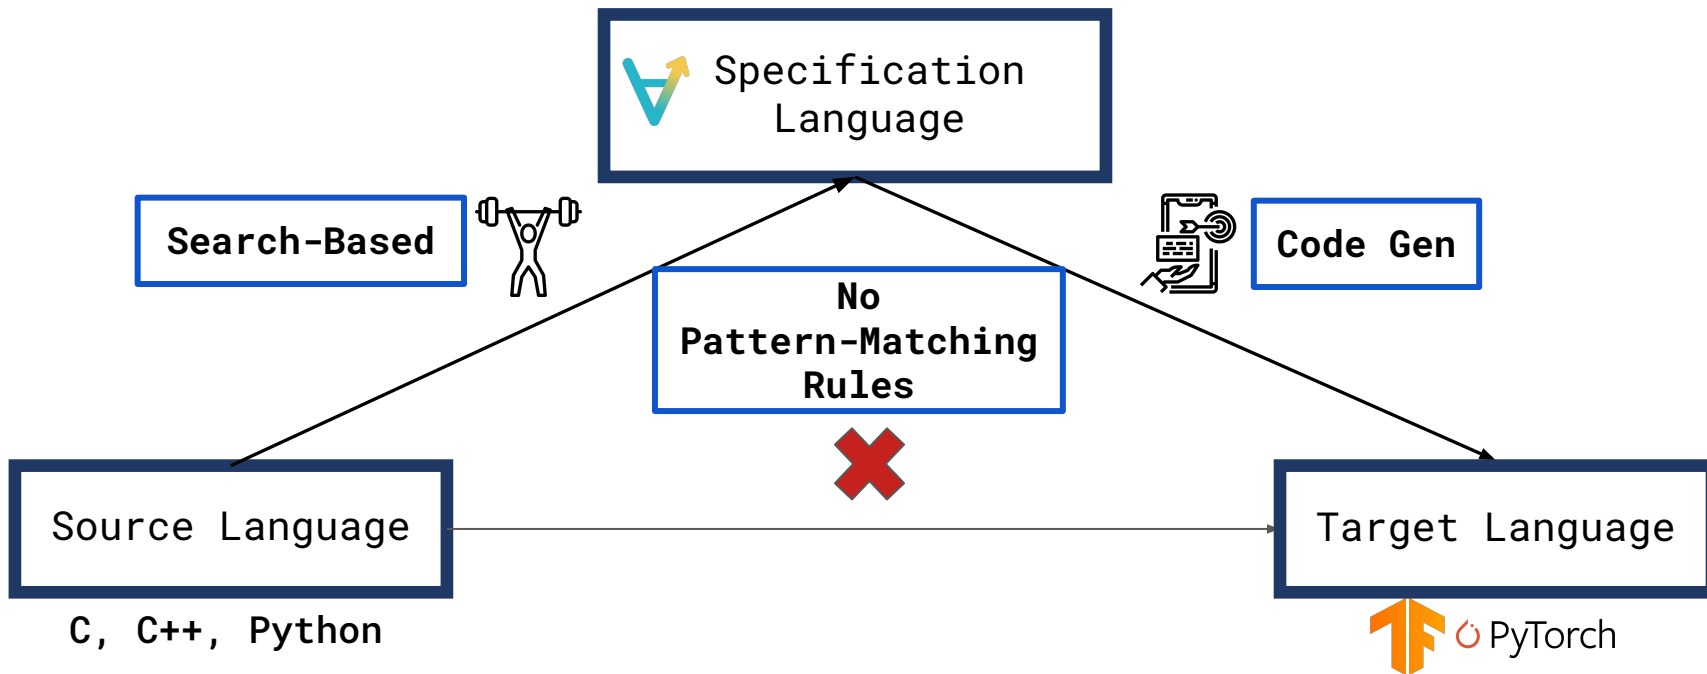 Specification
Language
Search-Based
Code Gen
No
Pattern-Matching
Rules
Source Language
Target Language
C, C++, Python
PyTorch